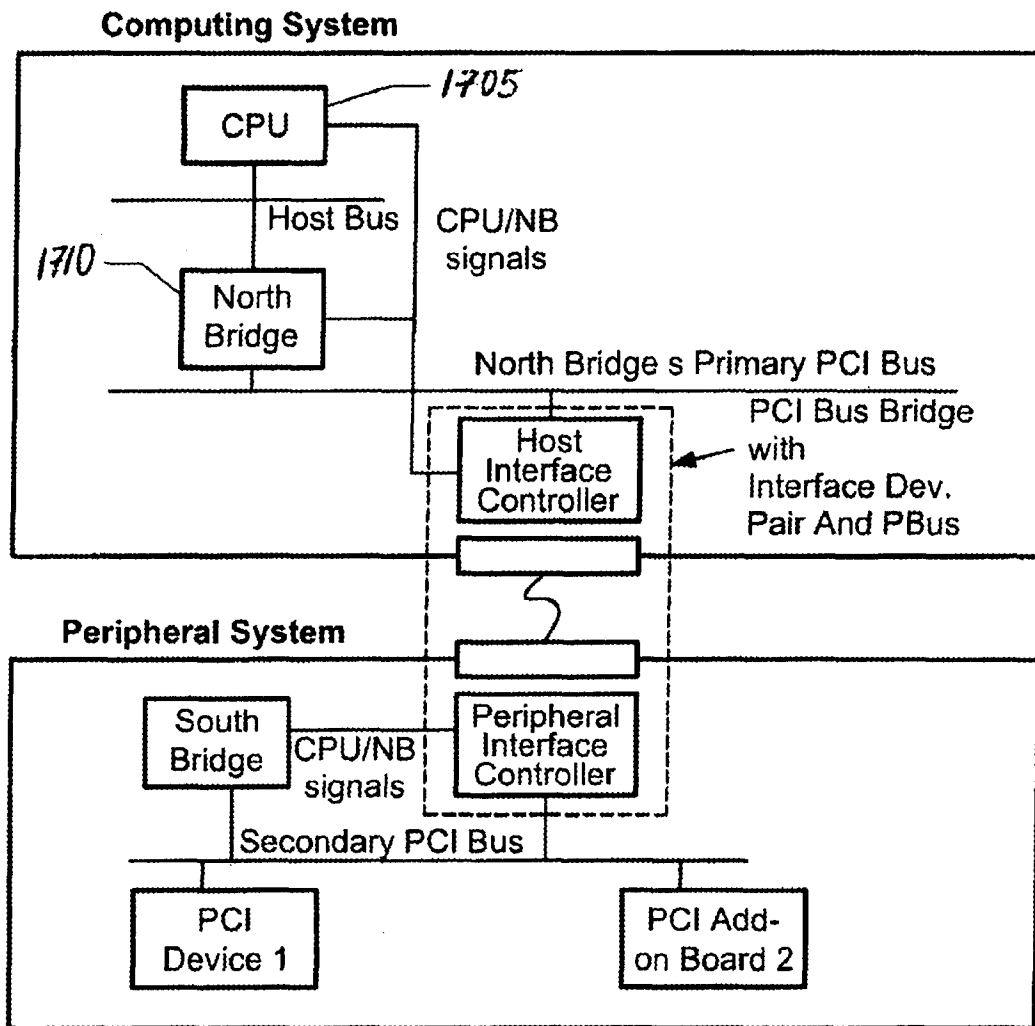 Computing System
1705
CPU
Host Bus
CPU/NB
signals
1710
North
Bridge
North Bridge s Primary PCI Bus
Host
Interface
Controller
PCI Bus Bridge
with
Interface Dev.
Pair And PBus
Peripheral System
South
Bridge
CPU/NB
signals
Peripheral
Interface
Controller
Secondary PCI Bus
PCI
Device 1
PCI Add-
on Board 2